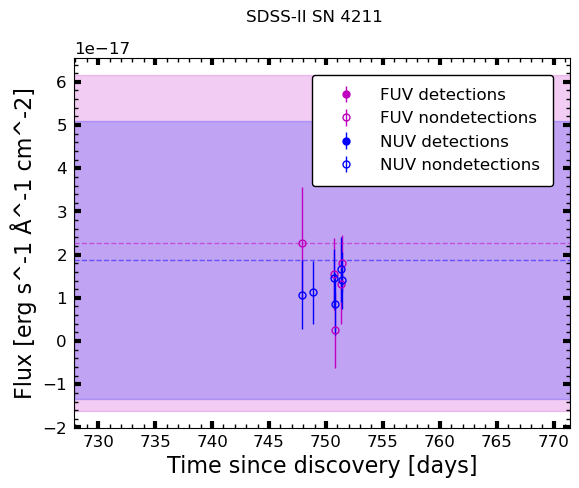 SDSS-II SN 4211
1e−17
Flux [erg s^-1 Å^-1 cm^-2]
6
5
4
3
2
1
0
−1
−2
FUV detections
FUV nondetections
NUV detections
NUV nondetections
730 735 740 745 750 755 760 765 770
Time since discovery [days]